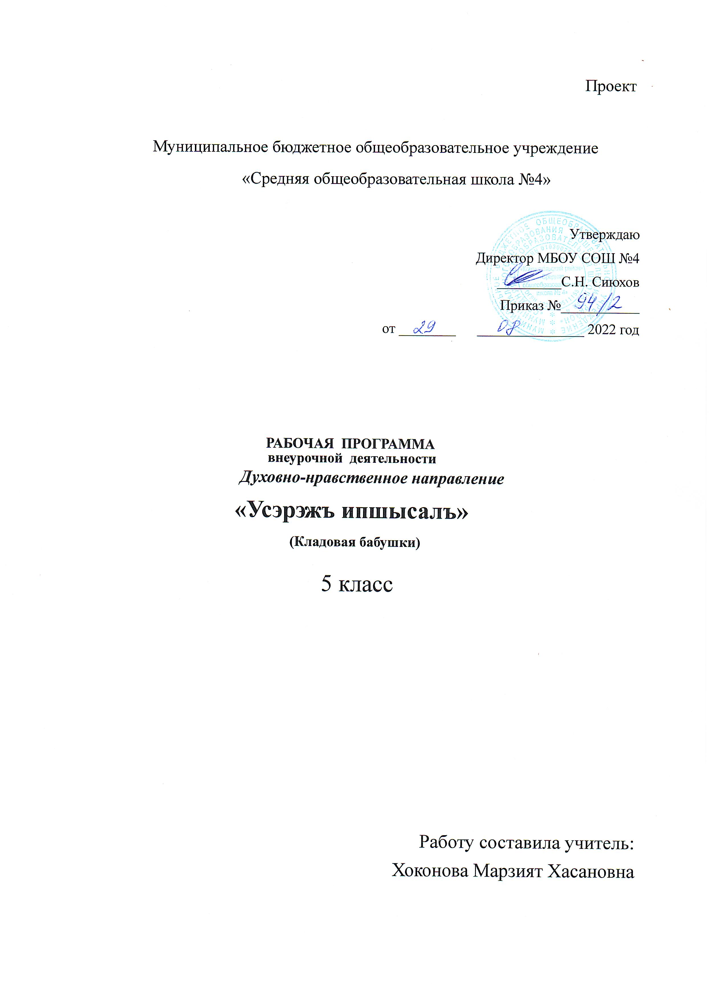 Проект
Муниципальное бюджетное общеобразовательное учреждение
«Средняя общеобразовательная школа №4»
Утверждаю
Директор МБОУ СОШ №4
С.Н. Сиюхов
Приказ № 94/2
от 29 08 2022 год
РАБОЧАЯ ПРОГРАММА
внеурочной деятельности
Духовно-нравственное направление
«Усэрэжъ ипшысалъ»
(Кладовая бабушки)
5 класс
Работу составила учитель:
Хоконова Марзият Хасановна